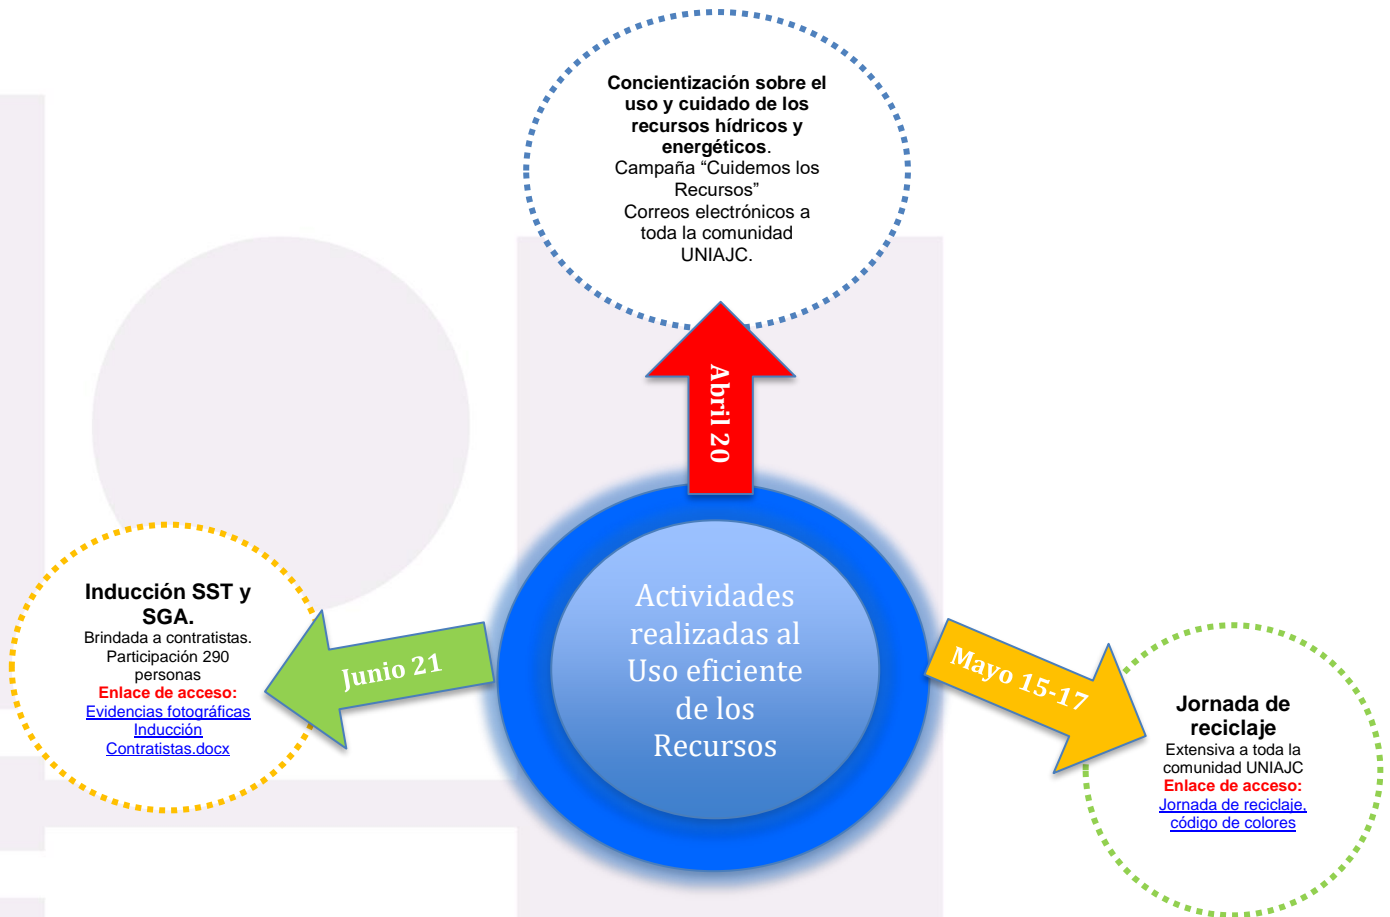 Concientización sobre el
uso y cuidado de los
recursos hídricos y
energéticos.
Campaña “Cuidemos los
Recursos”
Correos electrónicos a
toda la comunidad
UNIAJC.
Abril 20
Actividades
realizadas al
Uso eficiente
de los
Recursos
Inducción SST y
SGA.
Brindada a contratistas.
Participación 290
personas
Enlace de acceso:
Evidencias fotográficas
Inducción
Contratistas.docx
Junio 21
Mayo 15-17
Jornada de
reciclaje
Extensiva a toda la
comunidad UNIAJC
Enlace de acceso:
Jornada de reciclaje,
código de colores